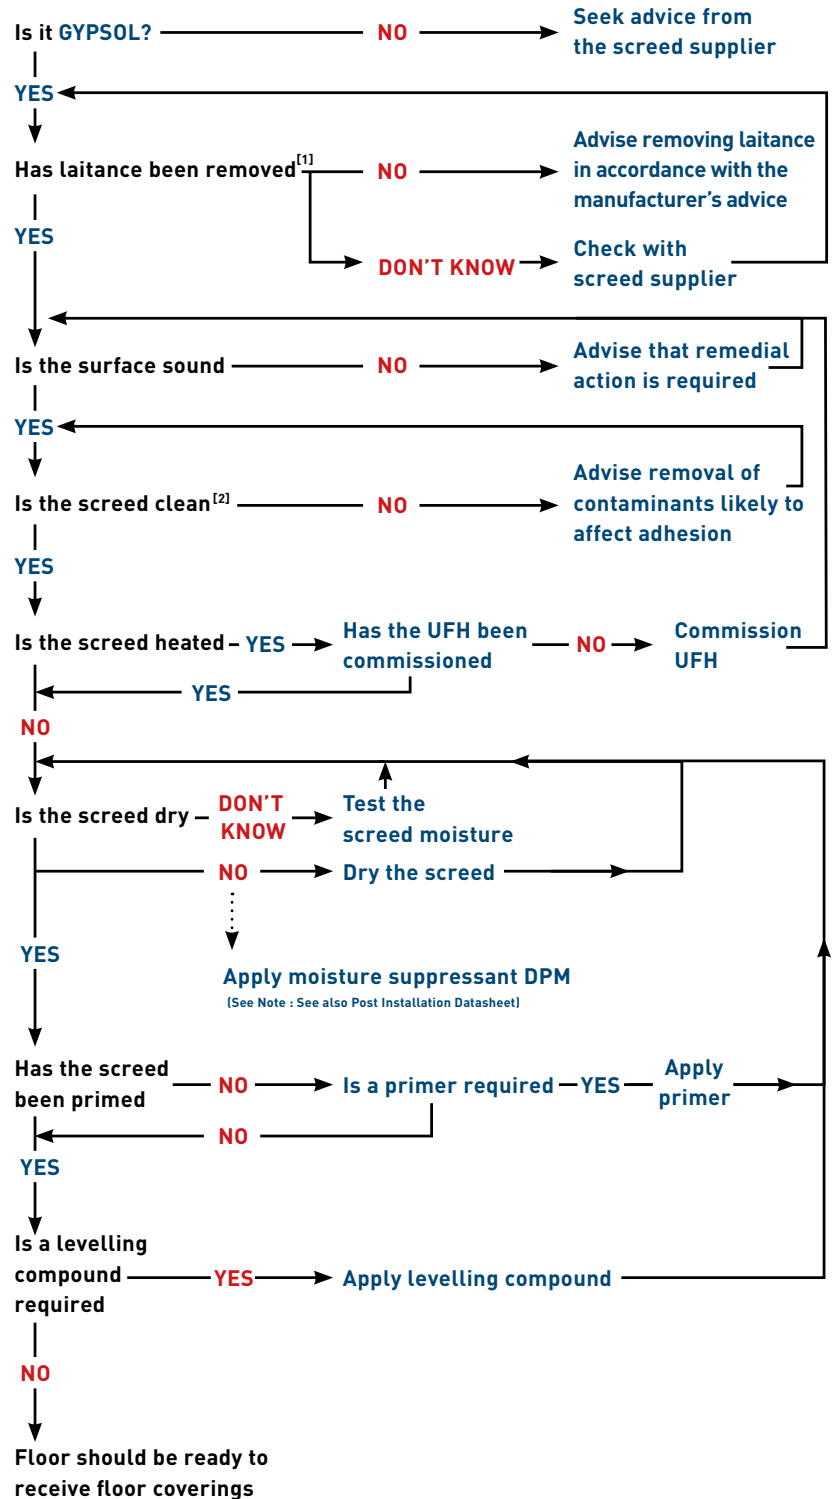 Is it GYPSOL?
NO
Seek advice from
the screed supplier
YES
Has laitance been removed[1]
NO
Advise removing laitance
in accordance with the
manufacturer's advice
YES
DON'T KNOW
Check with
screed supplier
Is the surface sound
NO
Advise that remedial
action is required
YES
Is the screed clean[2]
NO
Advise removal of
contaminants likely to
affect adhesion
YES
Is the screed heated
YES
Has the UFH been
commissioned
NO
Commission
UFH
YES
NO
Is the screed dry
DON'T
KNOW
Test the
screed moisture
NO
Dry the screed
YES
Apply moisture suppressant DPM
(See Note : See also Post Installation Datasheet)
Has the screed
been primed
NO
Is a primer required
YES
Apply
primer
NO
YES
Is a levelling
compound
required
YES
Apply levelling compound
NO
Floor should be ready to
receive floor coverings